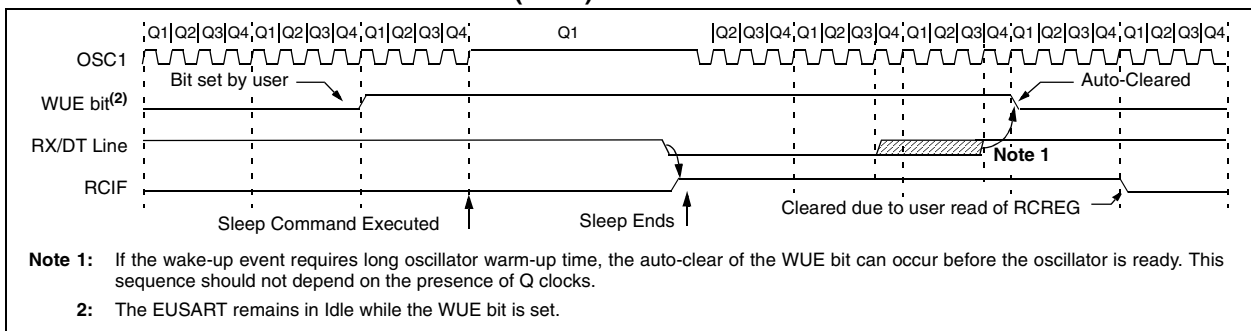 Q1|Q2|Q3|Q4|Q1|Q2|Q3|Q4|Q1|Q2|Q3|Q4 Q1 Q2|Q3|Q4|Q1|Q2|Q3|Q4|Q1|Q2|Q3|Q4|Q1|Q2|Q3|Q4|Q1|Q2|Q3|Q4
OSC1
Bit set by user
Auto-Cleared
WUE bit(2)
RX/DT Line
Note 1
RCIF
Cleared due to user read of RCREG
Sleep Command Executed
Sleep Ends
Note 1: If the wake-up event requires long oscillator warm-up time, the auto-clear of the WUE bit can occur before the oscillator is ready. This
sequence should not depend on the presence of Q clocks.
2: The EUSART remains in Idle while the WUE bit is set.